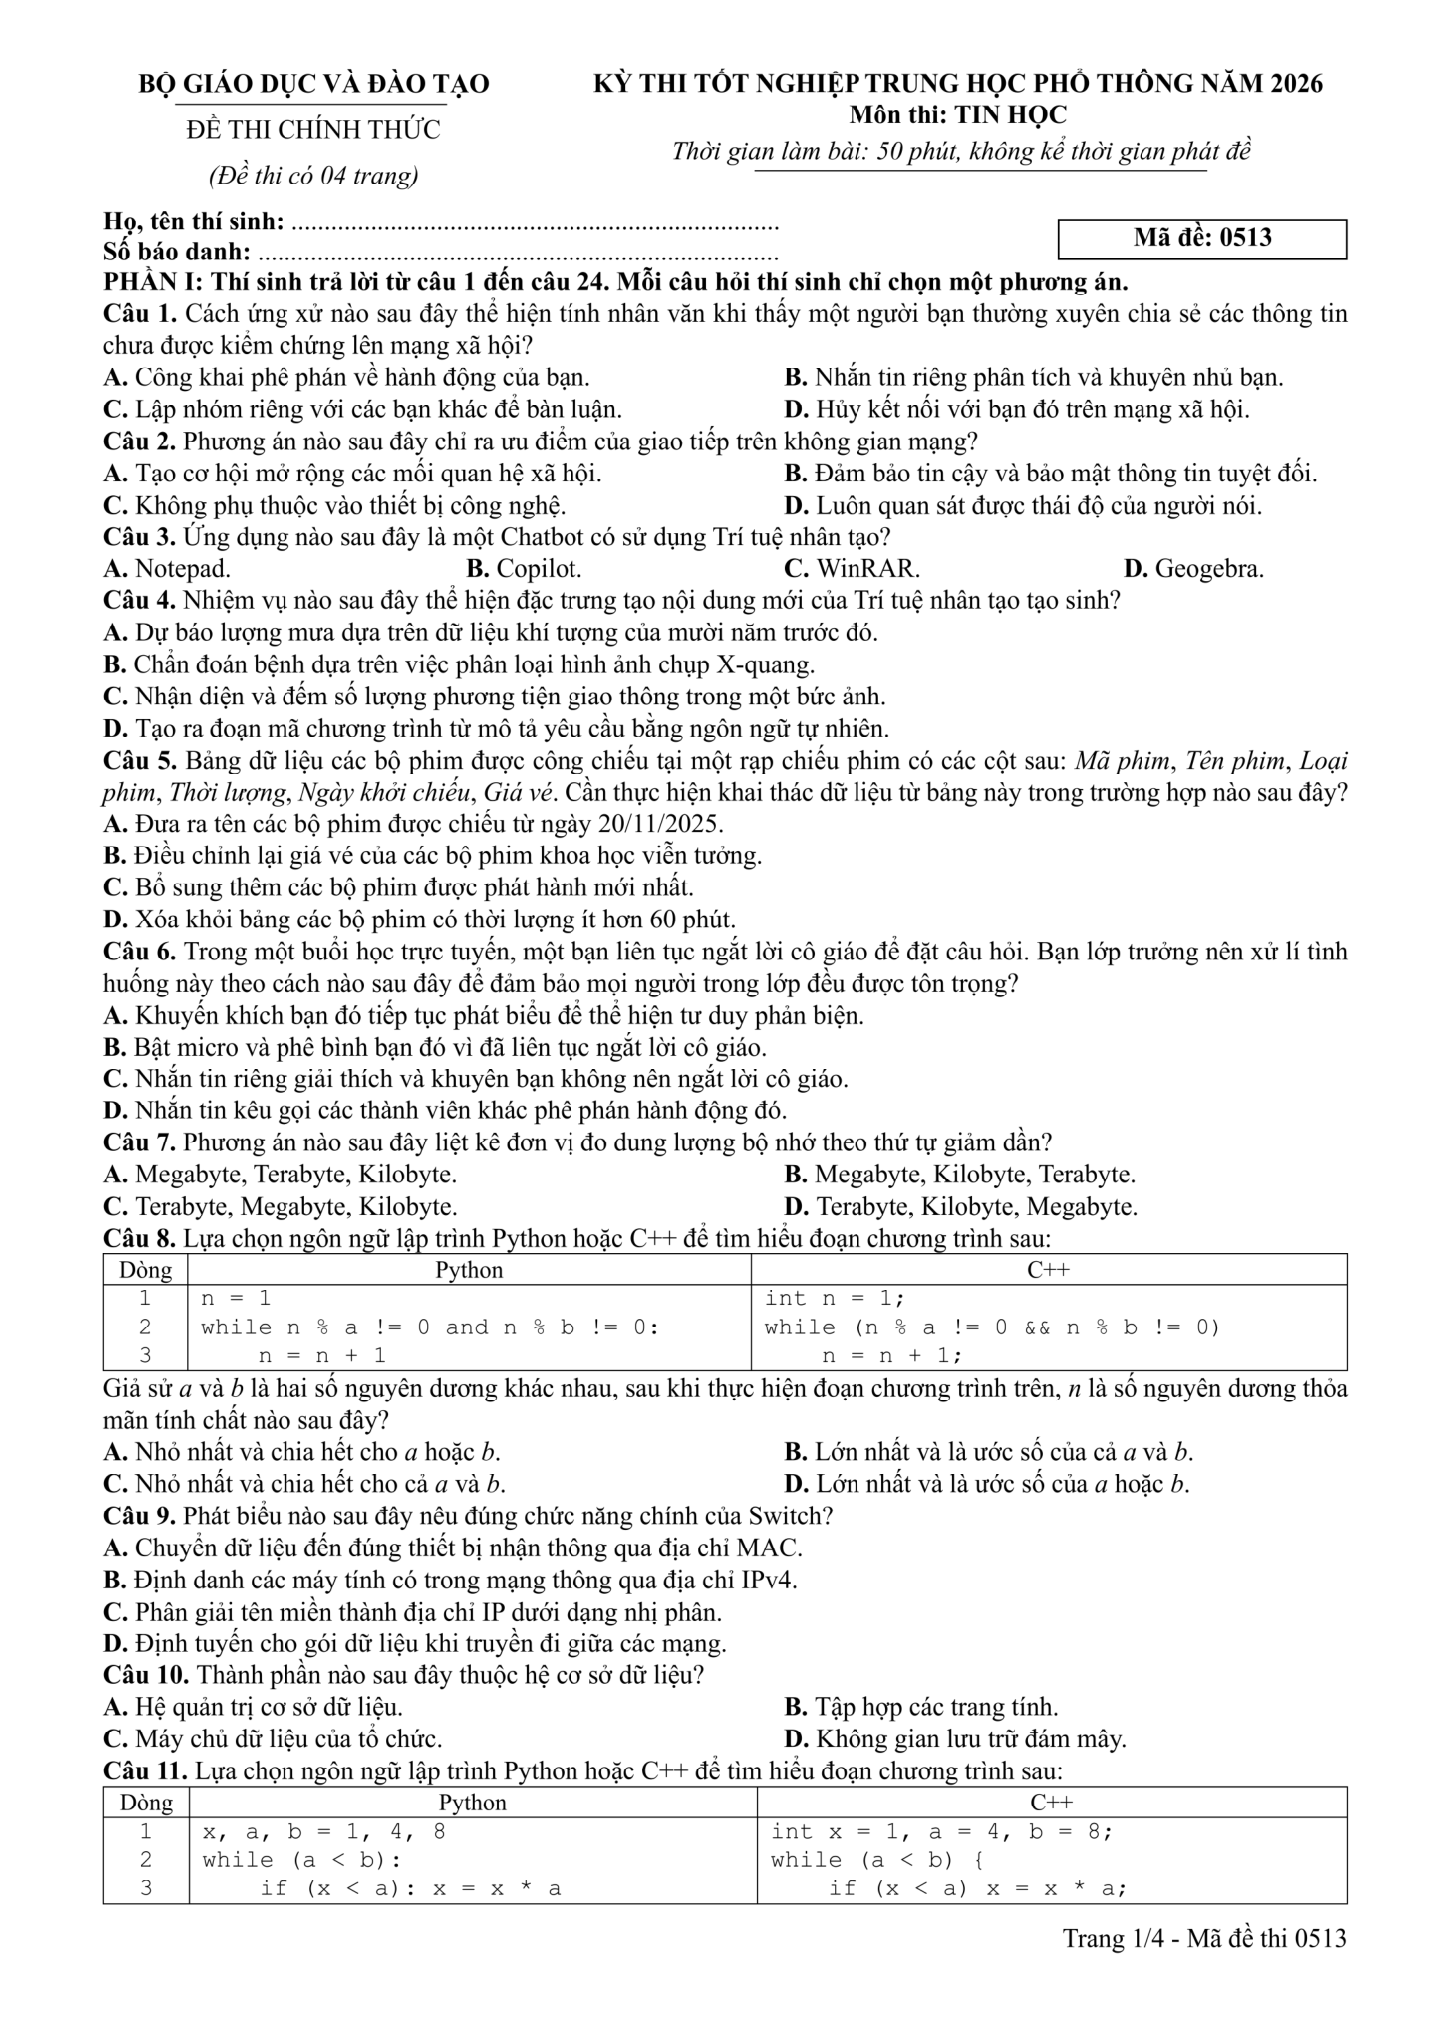 BỘ GIÁO DỤC VÀ ĐÀO TẠO
ĐỀ THI CHÍNH THỨC
(Đề thi có 04 trang)
KỲ THI TỐT NGHIỆP TRUNG HỌC PHỔ THÔNG NĂM 2026
Môn thi: TIN HỌC
Thời gian làm bài: 50 phút, không kể thời gian phát đề
Họ, tên thí sinh: ..........................................................................
Số báo danh: ..............................................................................
Mã đề: 0513
PHẦN I: Thí sinh trả lời từ câu 1 đến câu 24. Mỗi câu hỏi thí sinh chỉ chọn một phương án.
Câu 1. Cách ứng xử nào sau đây thể hiện tính nhân văn khi thấy một người bạn thường xuyên chia sẻ các thông tin
chưa được kiểm chứng lên mạng xã hội?
A. Công khai phê phán về hành động của bạn. B. Nhắn tin riêng phân tích và khuyên nhủ bạn.
C. Lập nhóm riêng với các bạn khác để bàn luận. D. Hủy kết nối với bạn đó trên mạng xã hội.
Câu 2. Phương án nào sau đây chỉ ra ưu điểm của giao tiếp trên không gian mạng?
A. Tạo cơ hội mở rộng các mối quan hệ xã hội. B. Đảm bảo tin cậy và bảo mật thông tin tuyệt đối.
C. Không phụ thuộc vào thiết bị công nghệ. D. Luôn quan sát được thái độ của người nói.
Câu 3. Ứng dụng nào sau đây là một Chatbot có sử dụng Trí tuệ nhân tạo?
A. Notepad. B. Copilot. C. WinRAR. D. Geogebra.
Câu 4. Nhiệm vụ nào sau đây thể hiện đặc trưng tạo nội dung mới của Trí tuệ nhân tạo tạo sinh?
A. Dự báo lượng mưa dựa trên dữ liệu khí tượng của mười năm trước đó.
B. Chẩn đoán bệnh dựa trên việc phân loại hình ảnh chụp X-quang.
C. Nhận diện và đếm số lượng phương tiện giao thông trong một bức ảnh.
D. Tạo ra đoạn mã chương trình từ mô tả yêu cầu bằng ngôn ngữ tự nhiên.
Câu 5. Bảng dữ liệu các bộ phim được công chiếu tại một rạp chiếu phim có các cột sau: Mã phim, Tên phim, Loại
phim, Thời lượng, Ngày khởi chiếu, Giá vé. Cần thực hiện khai thác dữ liệu từ bảng này trong trường hợp nào sau đây?
A. Đưa ra tên các bộ phim được chiếu từ ngày 20/11/2025.
B. Điều chỉnh lại giá vé của các bộ phim khoa học viễn tưởng.
C. Bổ sung thêm các bộ phim được phát hành mới nhất.
D. Xóa khỏi bảng các bộ phim có thời lượng ít hơn 60 phút.
Câu 6. Trong một buổi học trực tuyến, một bạn liên tục ngắt lời cô giáo để đặt câu hỏi. Bạn lớp trưởng nên xử lí tình
huống này theo cách nào sau đây để đảm bảo mọi người trong lớp đều được tôn trọng?
A. Khuyến khích bạn đó tiếp tục phát biểu để thể hiện tư duy phản biện.
B. Bật micro và phê bình bạn đó vì đã liên tục ngắt lời cô giáo.
C. Nhắn tin riêng giải thích và khuyên bạn không nên ngắt lời cô giáo.
D. Nhắn tin kêu gọi các thành viên khác phê phán hành động đó.
Câu 7. Phương án nào sau đây liệt kê đơn vị đo dung lượng bộ nhớ theo thứ tự giảm dần?
A. Megabyte, Terabyte, Kilobyte. B. Megabyte, Kilobyte, Terabyte.
C. Terabyte, Megabyte, Kilobyte. D. Terabyte, Kilobyte, Megabyte.
Câu 8. Lựa chọn ngôn ngữ lập trình Python hoặc C++ để tìm hiểu đoạn chương trình sau:
Dòng Python C++
1 n = 1 int n = 1;
2 while n % a != 0 and n % b != 0: while (n % a != 0 && n % b != 0)
3 n = n + 1 n = n + 1;
Giả sử a và b là hai số nguyên dương khác nhau, sau khi thực hiện đoạn chương trình trên, n là số nguyên dương thỏa
mãn tính chất nào sau đây?
A. Nhỏ nhất và chia hết cho a hoặc b. B. Lớn nhất và là ước số của cả a và b.
C. Nhỏ nhất và chia hết cho cả a và b. D. Lớn nhất và là ước số của a hoặc b.
Câu 9. Phát biểu nào sau đây nêu đúng chức năng chính của Switch?
A. Chuyển dữ liệu đến đúng thiết bị nhận thông qua địa chỉ MAC.
B. Định danh các máy tính có trong mạng thông qua địa chỉ IPv4.
C. Phân giải tên miền thành địa chỉ IP dưới dạng nhị phân.
D. Định tuyến cho gói dữ liệu khi truyền đi giữa các mạng.
Câu 10. Thành phần nào sau đây thuộc hệ cơ sở dữ liệu?
A. Hệ quản trị cơ sở dữ liệu. B. Tập hợp các trang tính.
C. Máy chủ dữ liệu của tổ chức. D. Không gian lưu trữ đám mây.
Câu 11. Lựa chọn ngôn ngữ lập trình Python hoặc C++ để tìm hiểu đoạn chương trình sau:
Dòng Python C++
1 x, a, b = 1, 4, 8 int x = 1, a = 4, b = 8;
2 while (a < b): while (a < b) {
3 if (x < a): x = x * a if (x < a) x = x * a;
Trang 1/4 - Mã đề thi 0513